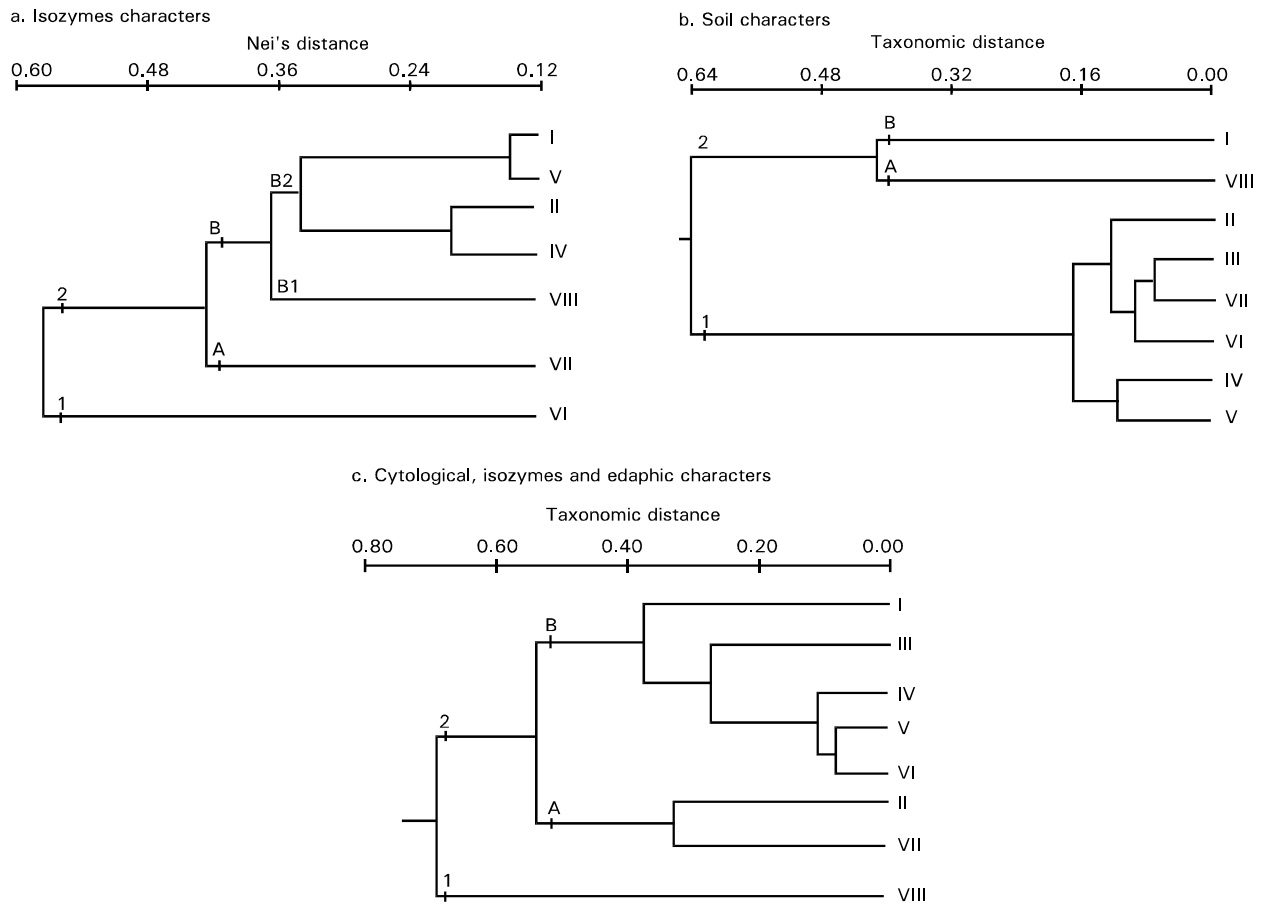 a. Isozymes characters
Nei's distance
0.60 0.48 0.36 0.24 0.12
I
V
B2
II
B
IV
B1
VIII
2
A
VII
1
VI
b. Soil characters
Taxonomic distance
0.64 0.48 0.32 0.16 0.00
B
2
I
A
VIII
II
III
VII
1
VI
IV
V
c. Cytological, isozymes and edaphic characters
Taxonomic distance
0.80 0.60 0.40 0.20 0.00
I
B
III
IV
2
V
VI
A
II
VII
1
VIII